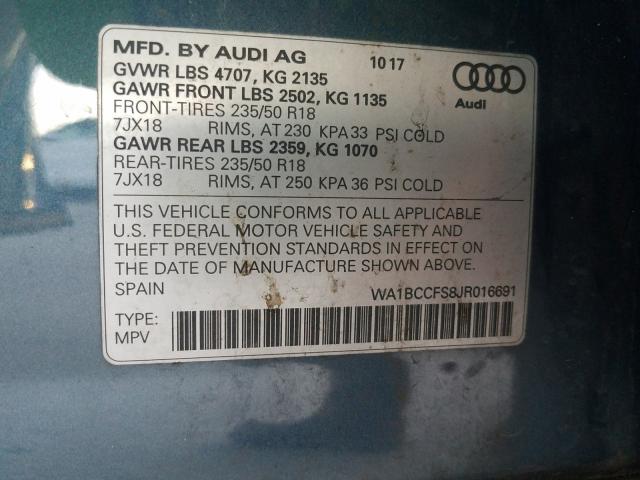 MFD. BY AUDI AG 10 17
GVWR LBS 4707, KG 2135
GAWR FRONT LBS 2502, KG 1135
Audi
FRONT-TIRES 235/50 R18
7JX18 RIMS, AT 230 KPA 33 PSI COLD
GAWR REAR LBS 2359, KG 1070
REAR-TIRES 235/50 R18
7JX18 RIMS, AT 250 KPA 36 PSI COLD
THIS VEHICLE CONFORMS TO ALL APPLICABLE
U.S. FEDERAL MOTOR VEHICLE SAFETY AND
THEFT PREVENTION STANDARDS IN EFFECT ON
THE DATE OF MANUFACTURE SHOWN ABOVE.
SPAIN WA1BCCFS8JR016691
TYPE:
MPV